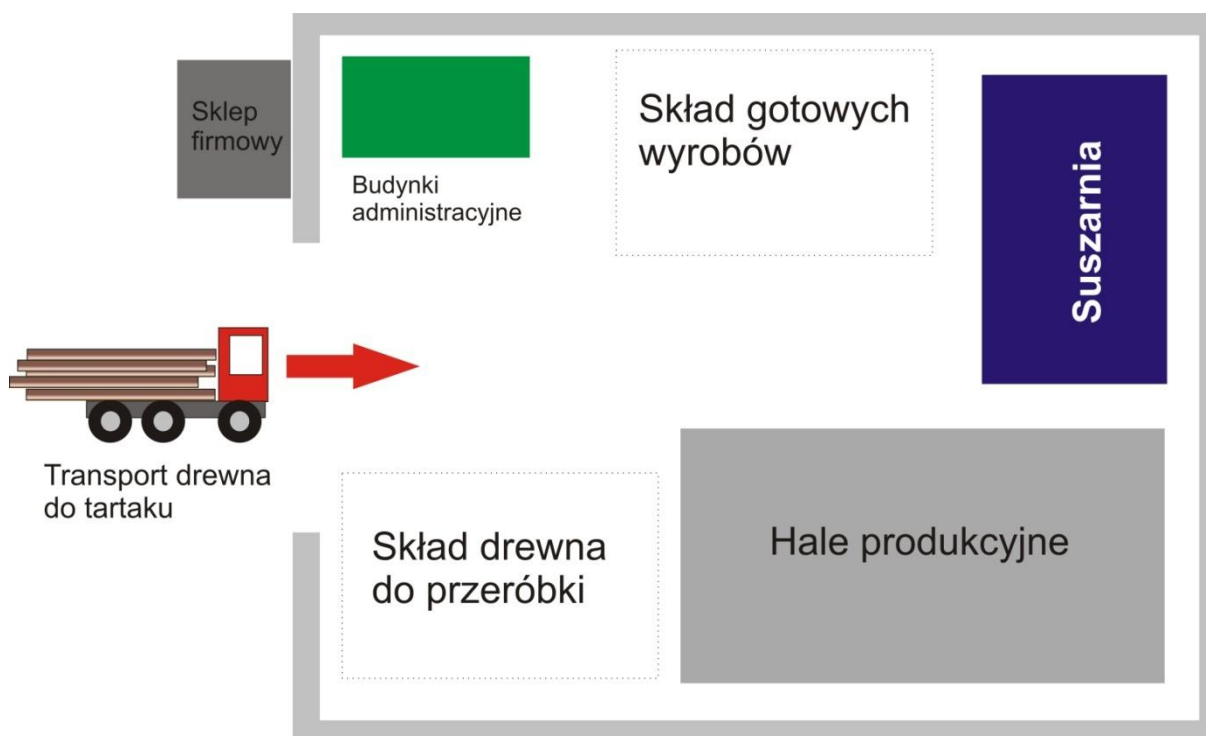 Sklep
firmowy
Budynki
administracyjne
Skład gotowych
wyrobów
Suszarnia
Transport drewna
do tartaku
Skład drewna
do przeróbki
Hale produkcyjne